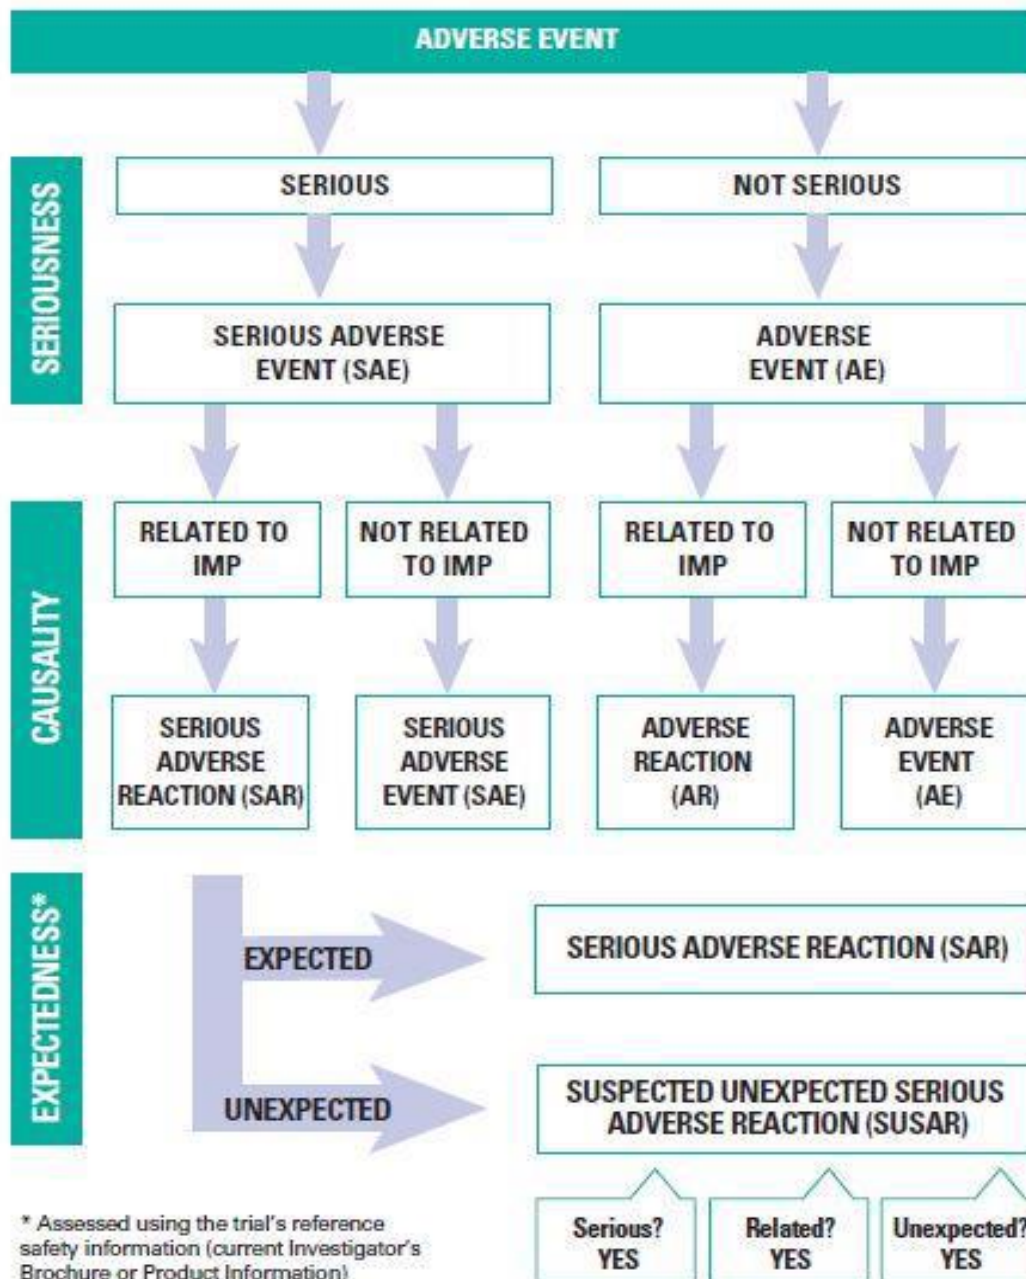 ADVERSE EVENT
SERIOUSNESS
SERIOUS
NOT SERIOUS
SERIOUS ADVERSE
EVENT (SAE)
ADVERSE
EVENT (AE)
CAUSALITY
RELATED TO
IMP
NOT RELATED
TO IMP
RELATED TO
IMP
NOT RELATED
TO IMP
SERIOUS
ADVERSE
REACTION (SAR)
SERIOUS
ADVERSE
EVENT (SAE)
ADVERSE
REACTION
(AR)
ADVERSE
EVENT
(AE)
EXPECTEDNESS*
EXPECTED
SERIOUS ADVERSE REACTION (SAR)
UNEXPECTED
SUSPECTED UNEXPECTED SERIOUS
ADVERSE REACTION (SUSAR)
Serious?
YES
Related?
YES
Unexpected?
YES
* Assessed using the trial's reference
safety information (current Investigator's
Brochure or Product Information)